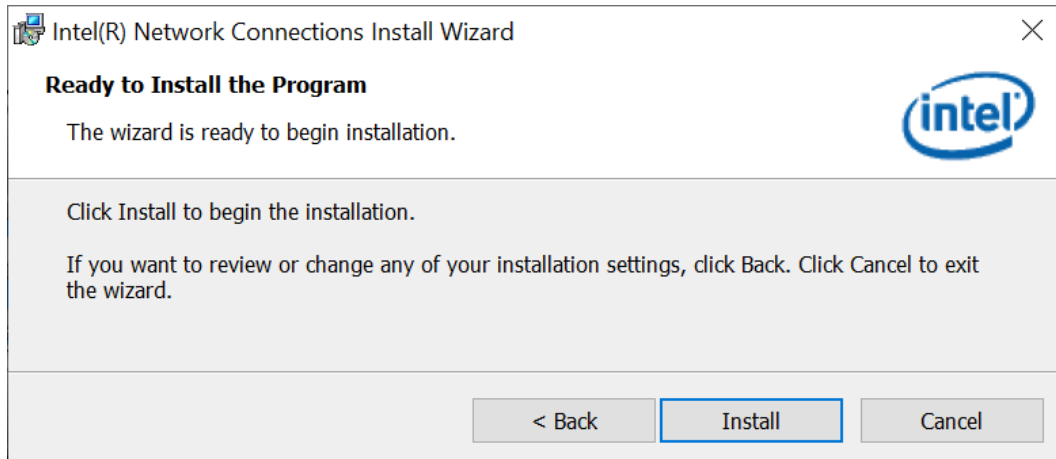 Intel(R) Network Connections Install Wizard
Ready to Install the Program
The wizard is ready to begin installation.
intel
Click Install to begin the installation.
If you want to review or change any of your installation settings, click Back. Click Cancel to exit
the wizard.
< Back
Install
Cancel